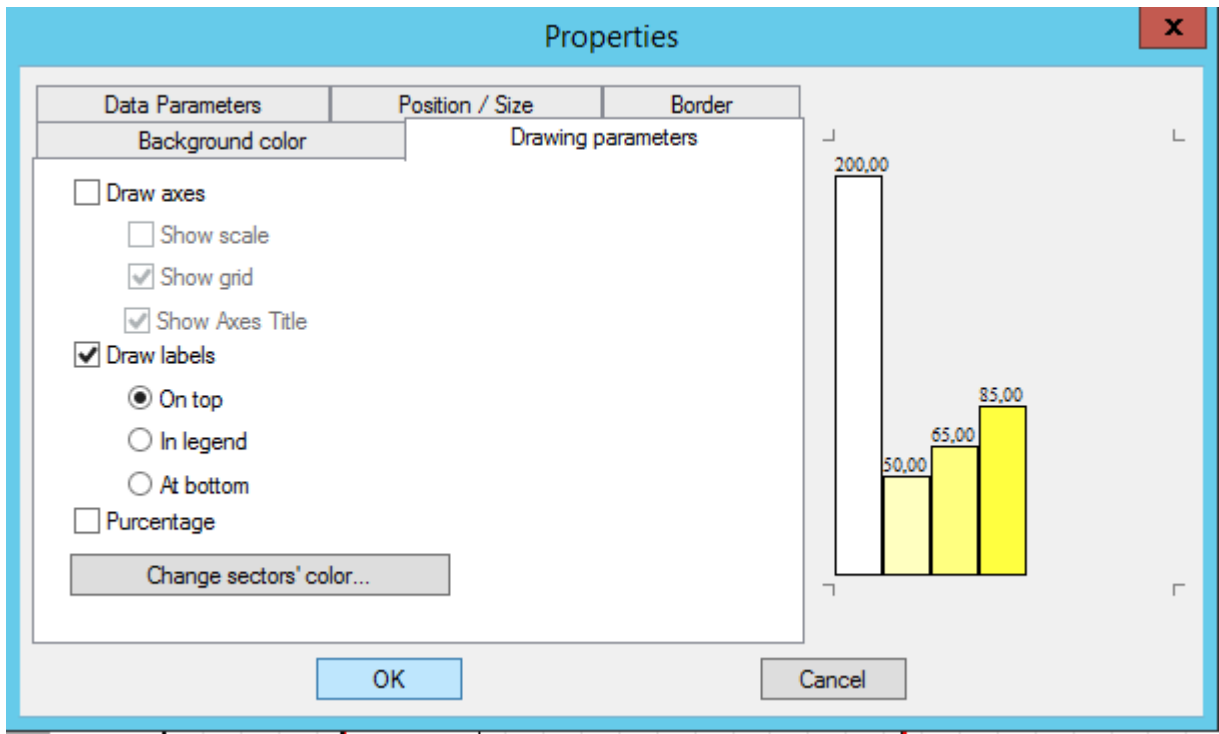 Properties
x
Data Parameters
Position / Size
Border
Background color
Drawing parameters
Draw axes
Show scale
Show grid
Show Axes Title
Draw labels
On top
In legend
At bottom
Purcentage
Change sectors' color...
200,00
50,00
65,00
85,00
OK
Cancel